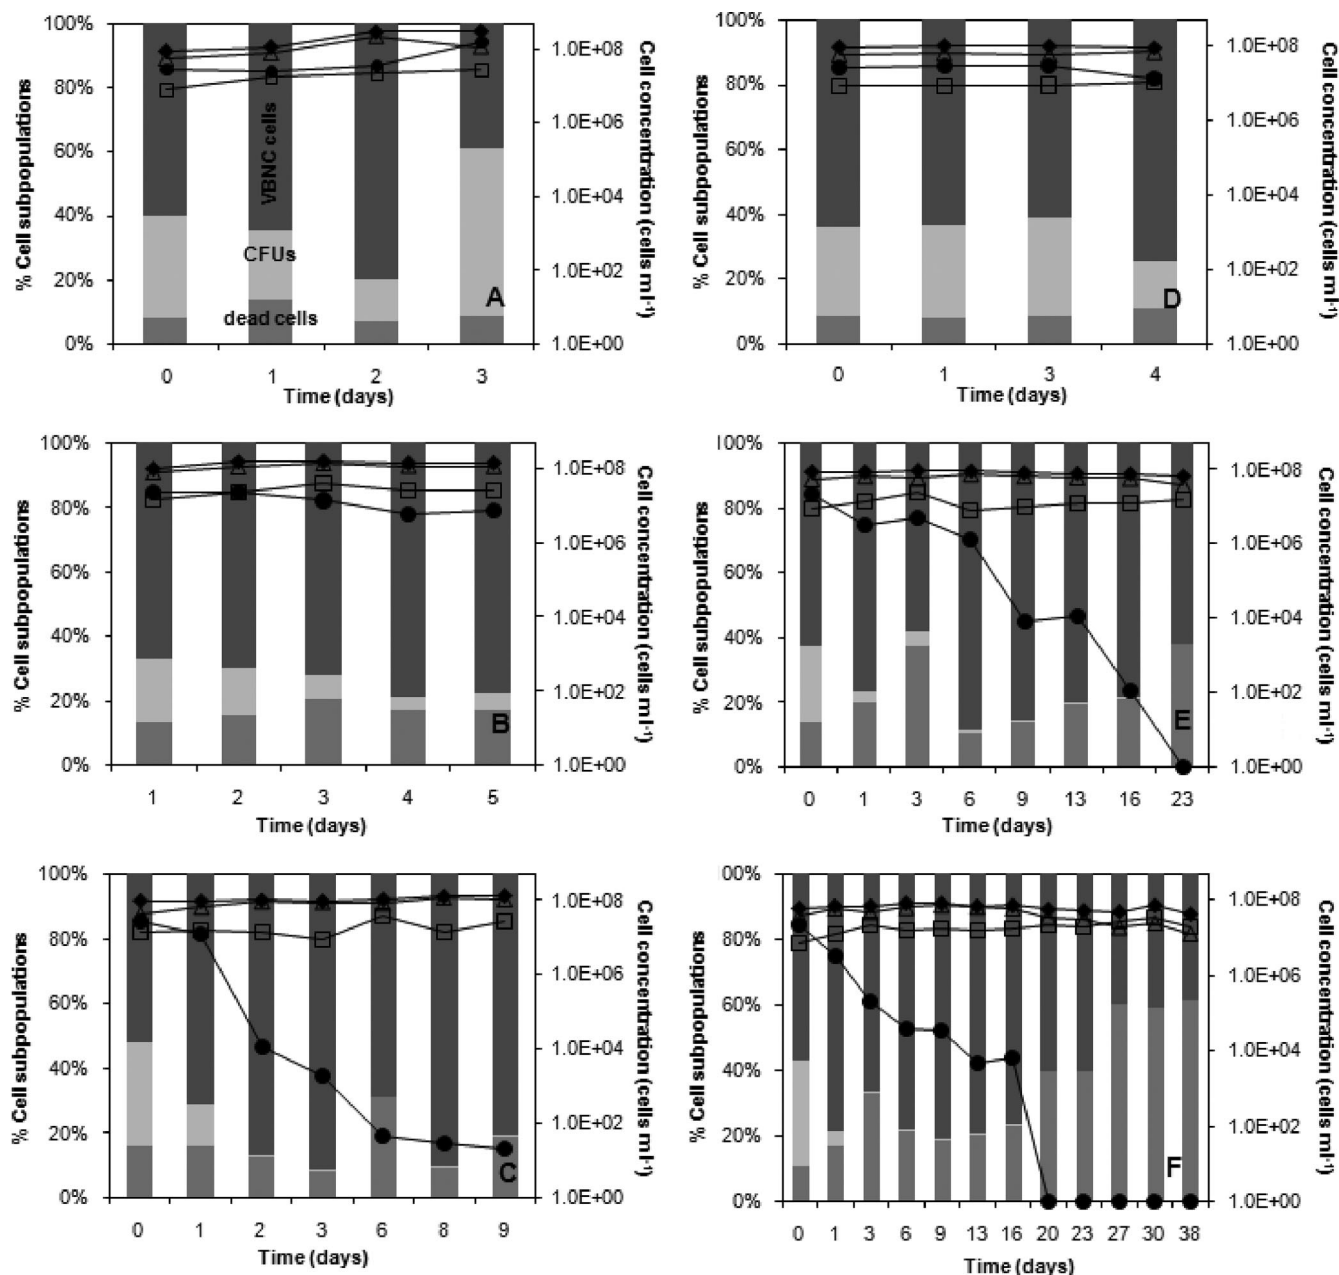 100%
80%
60%
40%
20%
0%
% Cell subpopulations
VBNC cells
CFUs
dead cells
A
1.0E+08
1.0E+06
1.0E+04
1.0E+02
1.0E+00
Cell concentration (cells ml-1)
0 1 2 3
Time (days)
100%
80%
60%
40%
20%
0%
% Cell subpopulations
D
1.0E+08
1.0E+06
1.0E+04
1.0E+02
1.0E+00
Cell concentration (cells ml-1)
0 1 3 4
Time (days)
100%
80%
60%
40%
20%
0%
% Cell subpopulations
B
1.0E+08
1.0E+06
1.0E+04
1.0E+02
1.0E+00
Cell concentration (cells ml-1)
1 2 3 4 5
Time (days)
100%
80%
60%
40%
20%
0%
% Cell subpopulations
E
1.0E+08
1.0E+06
1.0E+04
1.0E+02
1.0E+00
Cell concentration (cells ml-1)
0 1 3 6 9 13 16 23
Time (days)
100%
80%
60%
40%
20%
0%
% Cell subpopulations
C
1.0E+08
1.0E+06
1.0E+04
1.0E+02
1.0E+00
Cell concentration (cells ml-1)
0 1 2 3 6 8 9
Time (days)
00%
80%
60%
40%
20%
0%
% Cell subpopulations
F
1.0E+08
1.0E+06
1.0E+04
1.0E+02
1.0E+00
Cell concentration (cells ml-1)
0 1 3 6 9 13 16 20 23 27 30 38
Time (days)